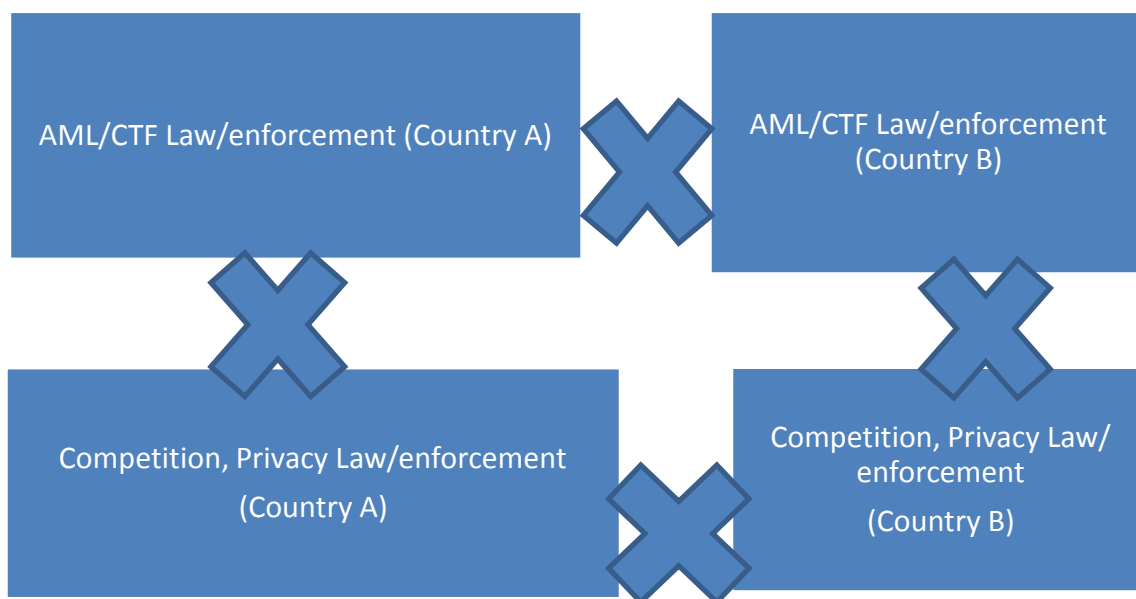 AML/CTF Law/enforcement (Country A)
AML/CTF Law/enforcement
(Country B)
Competition, Privacy Law/enforcement
(Country A)
Competition, Privacy Law/
enforcement
(Country B)